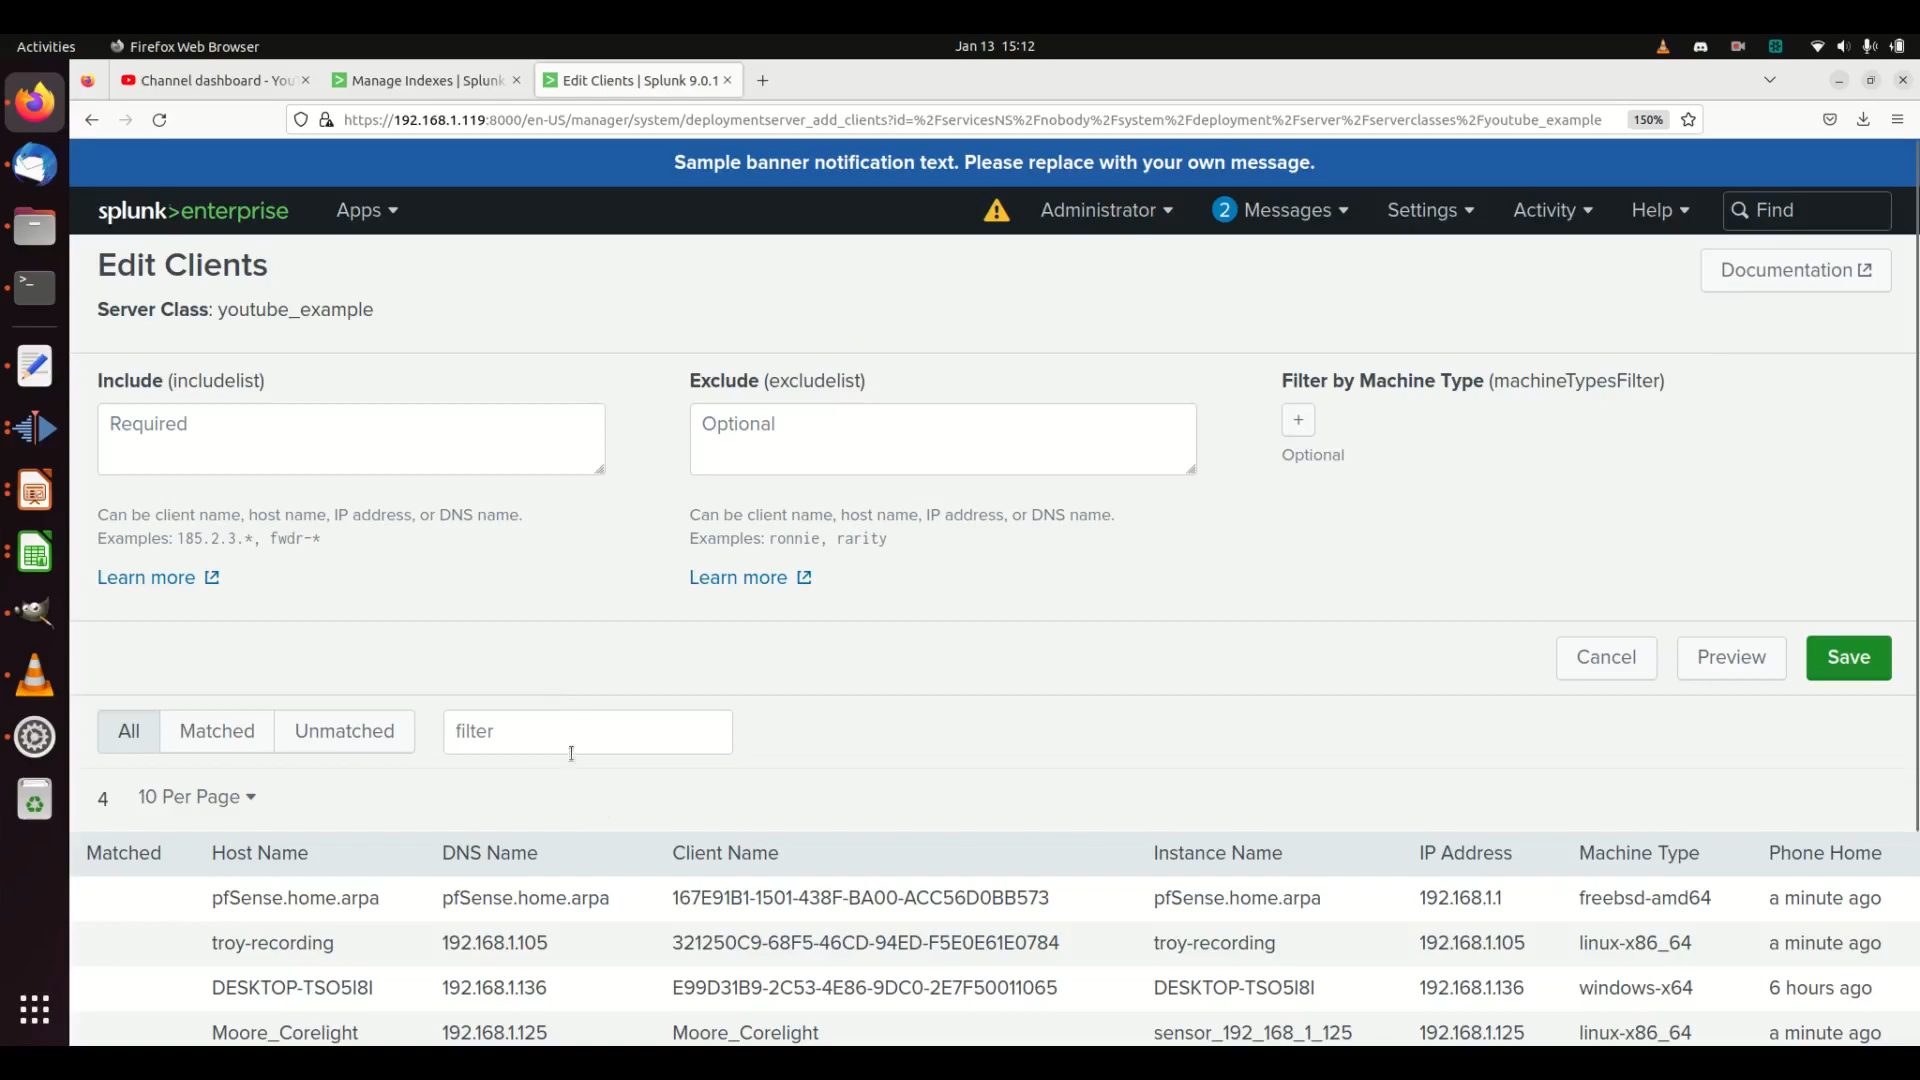 Activities
Firefox Web Browser
Jan 13 15:12
Channel dashboard - You
Manage Indexes | Splunk
Edit Clients | Splunk 9.0.1
https://192.168.1.119:8000/en-US/manager/system/deploymentserver_add_clients?id=%2FservicesNS%2Fnobody%2Fsystem%2Fdeployment%2Fserver%2Fserverclasses%2Fyoutube_example
150%
Sample banner notification text. Please replace with your own message.
splunk>enterprise
Apps
Administrator
2 Messages
Settings
Activity
Help
Find
Edit Clients
Documentation
Server Class: youtube_example
Include (includelist)
Exclude (excludelist)
Filter by Machine Type (machineTypesFilter)
Required
Optional
+
Optional
Can be client name, host name, IP address, or DNS name.
Examples: 185.2.3.*, fwdr-*
Can be client name, host name, IP address, or DNS name.
Examples: ronnie, rarity
Learn more
Learn more
Cancel
Preview
Save
All
Matched
Unmatched
filter
4
10 Per Page
Matched Host Name DNS Name Client Name Instance Name IP Address Machine Type Phone Home
pfSense.home.arpa pfSense.home.arpa 167E91B1-1501-438F-BA00-ACC56D0BB573 pfSense.home.arpa 192.168.1.1 freebsd-amd64 a minute ago
troy-recording 192.168.1.105 321250C9-68F5-46CD-94ED-F5E0E61E0784 troy-recording 192.168.1.105 linux-x86_64 a minute ago
DESKTOP-TSO5I8I 192.168.1.136 E99D31B9-2C53-4E86-9DC0-2E7F50011065 DESKTOP-TSO5I8I 192.168.1.136 windows-x64 6 hours ago
Moore_Corelight 192.168.1.125 Moore_Corelight sensor_192_168_1_125 192.168.1.125 linux-x86_64 a minute ago